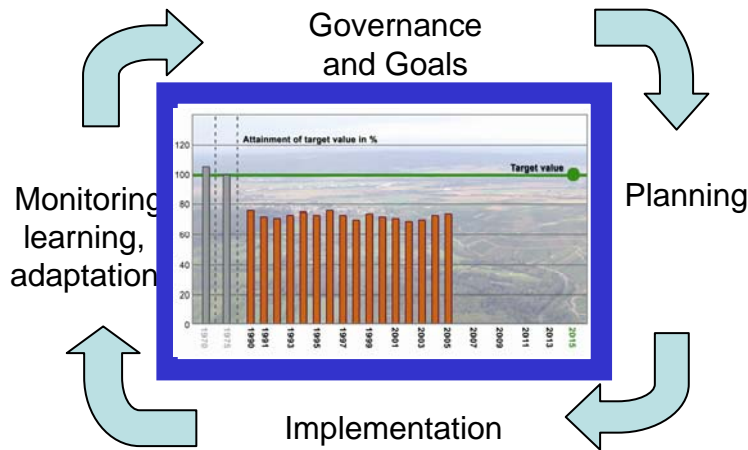 Governance
and Goals
Attainment of target value in %
Target value
120
100
80
60
40
20
0
1970
1975
1990
1991
1993
1995
1997
1999
2001
2003
2005
2007
2009
2011
2013
2015
Planning
Implementation
Monitoring
learning,
adaptation